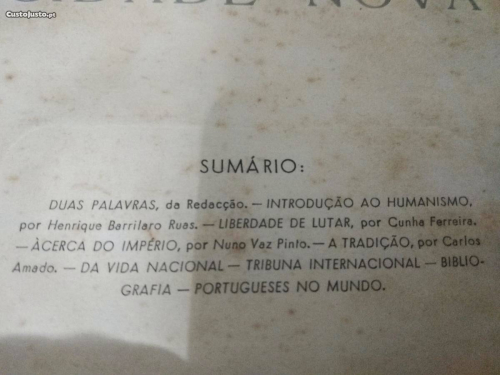 CustoJusto.pt
CIDADE NOVA
SUMÁRIO:
DUAS PALAVRAS, da Redacção. — INTRODUÇÃO AO HUMANISMO,
por Henrique Barrilaro Ruas. — LIBERDADE DE LUTAR, por Cunha Ferreira.
— ÀCERCA DO IMPÉRIO, por Nuno Vaz Pinto. — A TRADIÇÃO, por Carlos
Amado. — DA VIDA NACIONAL — TRIBUNA INTERNACIONAL — BIBLIO-
GRAFIA — PORTUGUESES NO MUNDO.